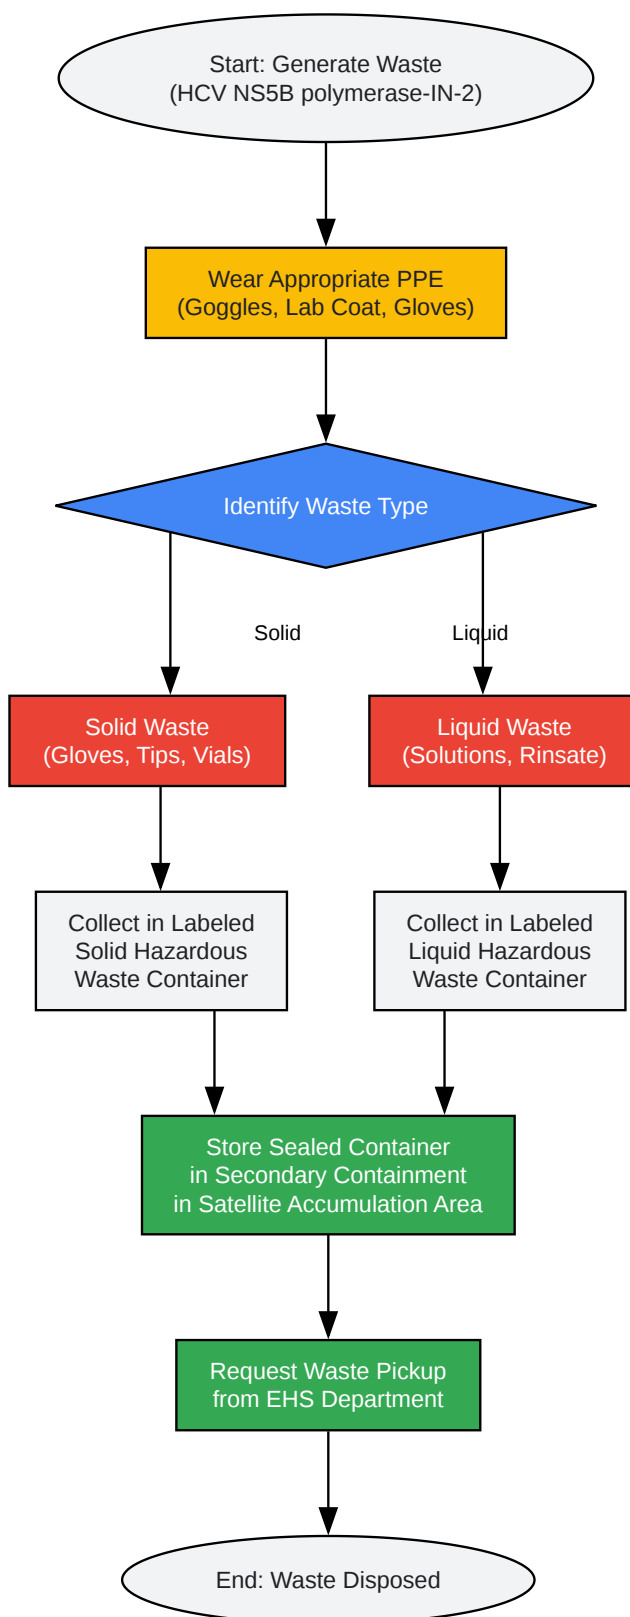 Start: Generate Waste
(HCV NS5B polymerase-IN-2)
Wear Appropriate PPE
(Goggles, Lab Coat, Gloves)
Identify Waste Type
Solid
Liquid
Solid Waste
(Gloves, Tips, Vials)
Liquid Waste
(Solutions, Rinsate)
Collect in Labeled
Solid Hazardous
Waste Container
Collect in Labeled
Liquid Hazardous
Waste Container
Store Sealed Container
in Secondary Containment
in Satellite Accumulation Area
Request Waste Pickup
from EHS Department
End: Waste Disposed